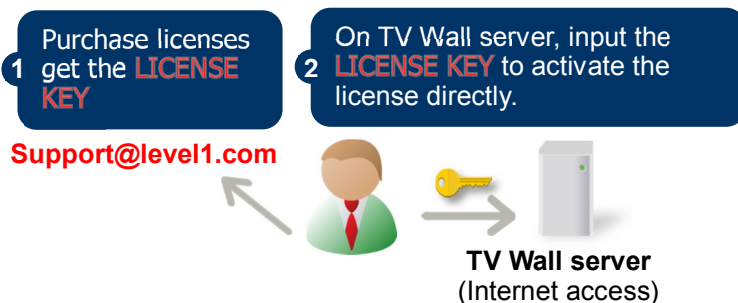 1
Purchase licenses
get the LICENSE
KEY
2
On TV Wall server, input the
LICENSE KEY to activate the
license directly.
Support@level1.com
TV Wall server
(Internet access)